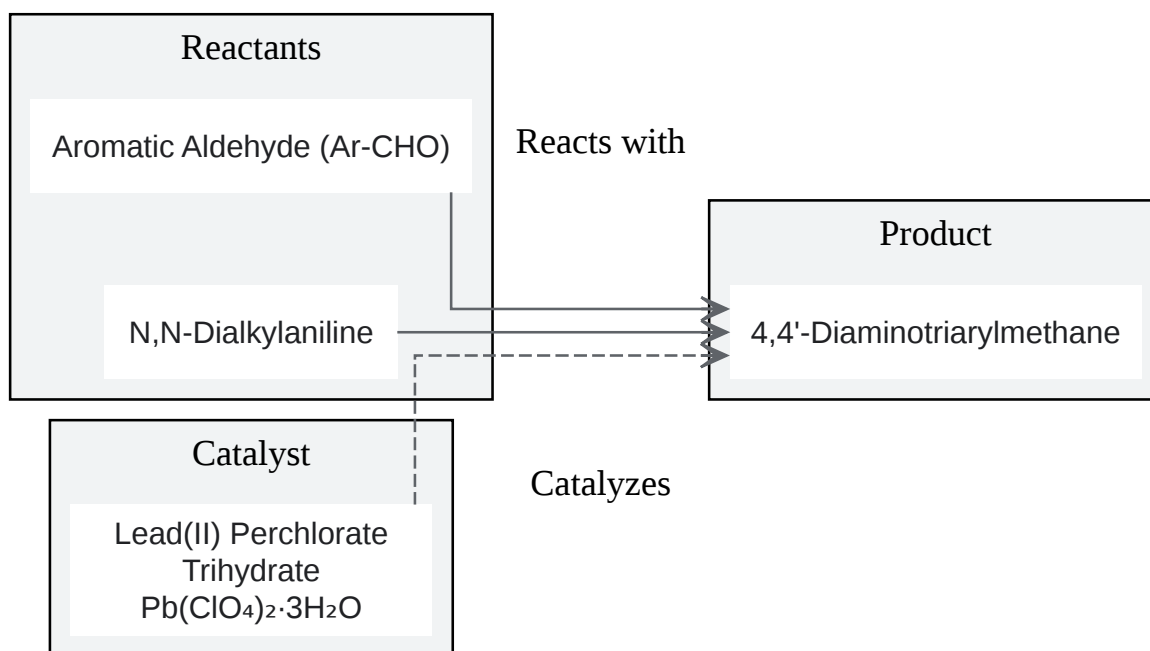 Reactants
Aromatic Aldehyde (Ar-CHO)
Reacts with
Product
N,N-Dialkylaniline
4,4'-Diaminotriarylmethane
Catalyst
Catalyzes
Lead(II) Perchlorate
Trihydrate
Pb(ClO₄)₂·3H₂O